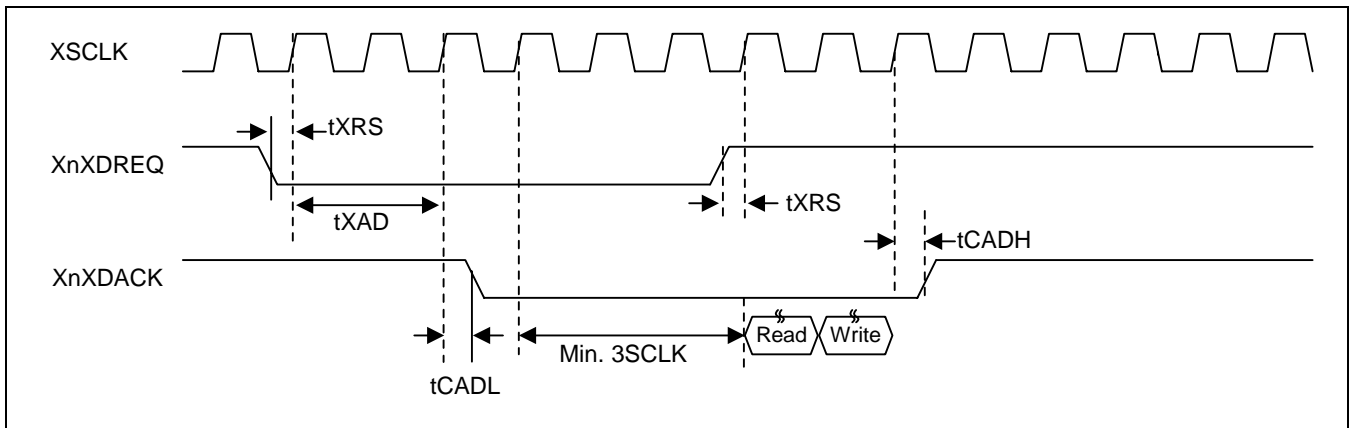 XSCLK
tXRS
XnXDREQ
tXAD
tXRS
tCADH
XnXDACK
Read Write
Min. 3SCLK
tCADL